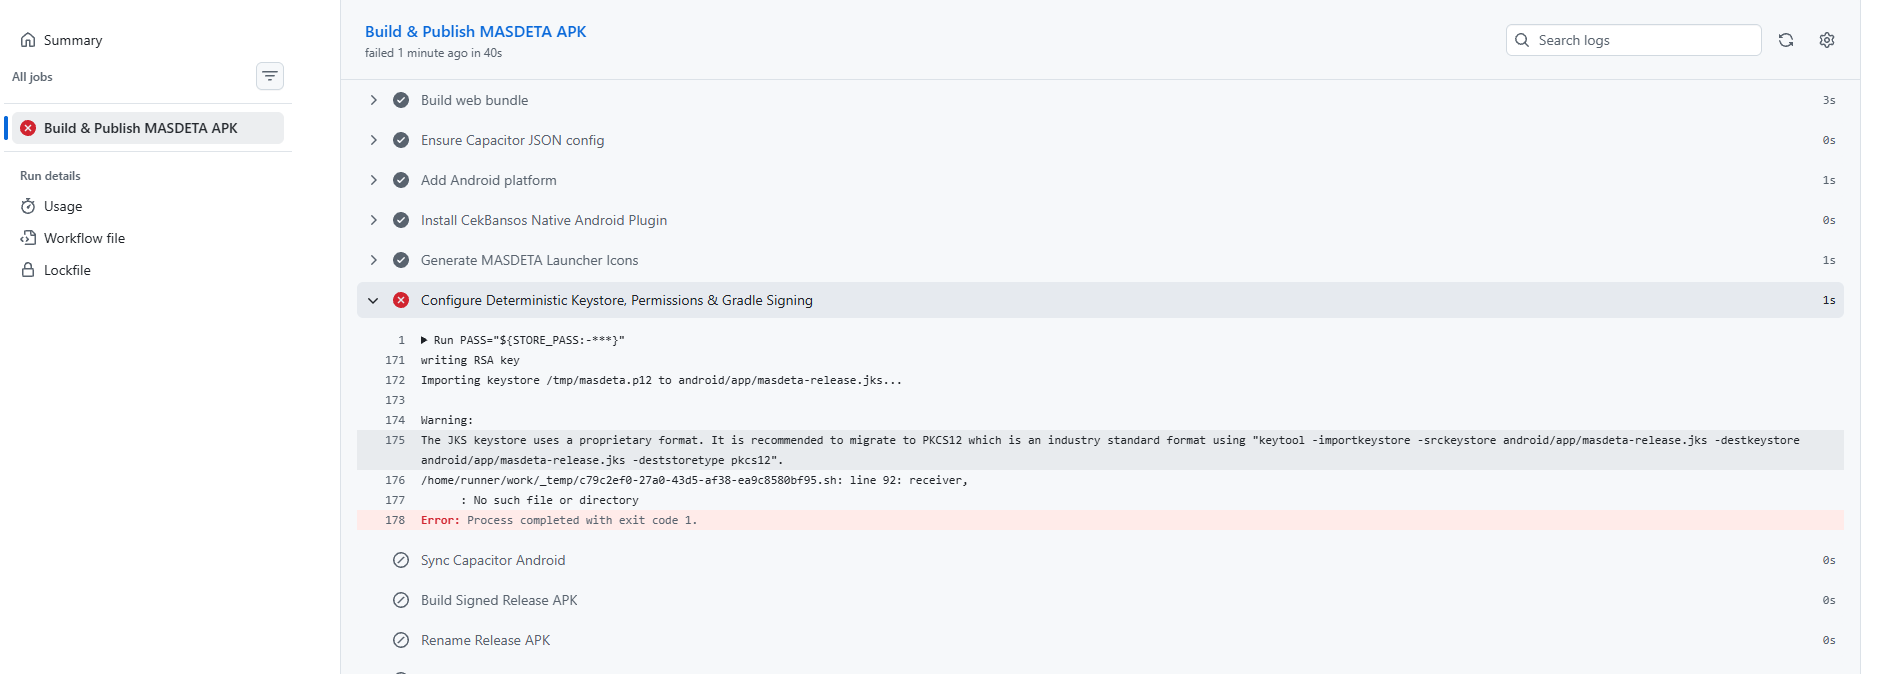 Summary
All jobs
Build & Publish MASDETA APK
Run details
Usage
Workflow file
Lockfile
Build & Publish MASDETA APK
failed 1 minute ago in 40s
Search logs
Build web bundle 3s
Ensure Capacitor JSON config 0s
Add Android platform 1s
Install CekBansos Native Android Plugin 0s
Generate MASDETA Launcher Icons 1s
Configure Deterministic Keystore, Permissions & Gradle Signing 1s
1 Run PASS="${STORE_PASS:-***}"
171 writing RSA key
172 Importing keystore /tmp/masdeta.p12 to android/app/masdeta-release.jks...
173
174 Warning:
175 The JKS keystore uses a proprietary format. It is recommended to migrate to PKCS12 which is an industry standard format using "keytool -importkeystore -srckeystore android/app/masdeta-release.jks -destkeystore
android/app/masdeta-release.jks -deststoretype pkcs12".
176 /home/runner/work/_temp/c79c2ef0-27a0-43d5-af38-ea9c8580bf95.sh: line 92: receiver,
177 : No such file or directory
178 Error: Process completed with exit code 1.
Sync Capacitor Android 0s
Build Signed Release APK 0s
Rename Release APK 0s